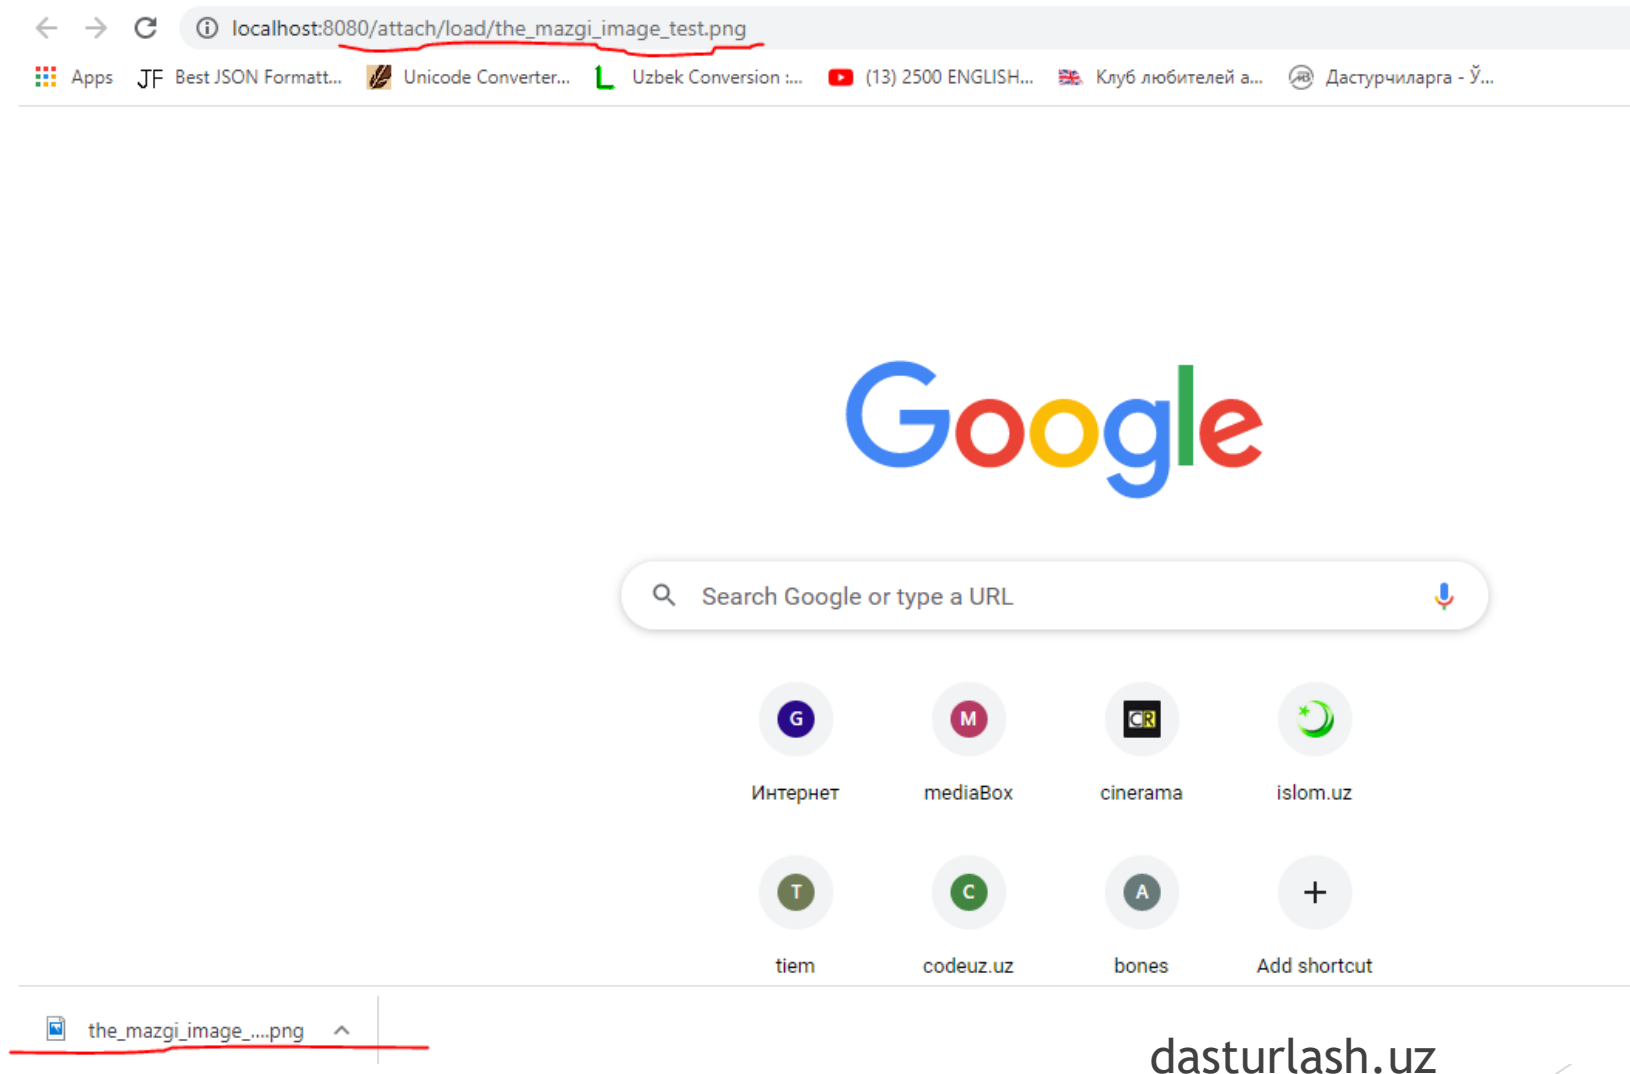 localhost:8080/attach/load/the_mazgi_image_test.png
Apps JF Best JSON Formatt... Unicode Converter... L Uzbek Conversion :... (13) 2500 ENGLISH... Клуб любителей а... Дастурчиларга - Ў...
Google
Search Google or type a URL
G M CR
Интернет mediaBox cinerama islom.uz
T C A
tiem codeuz.uz bones Add shortcut
the_mazgi_image_....png
dasturlash.uz